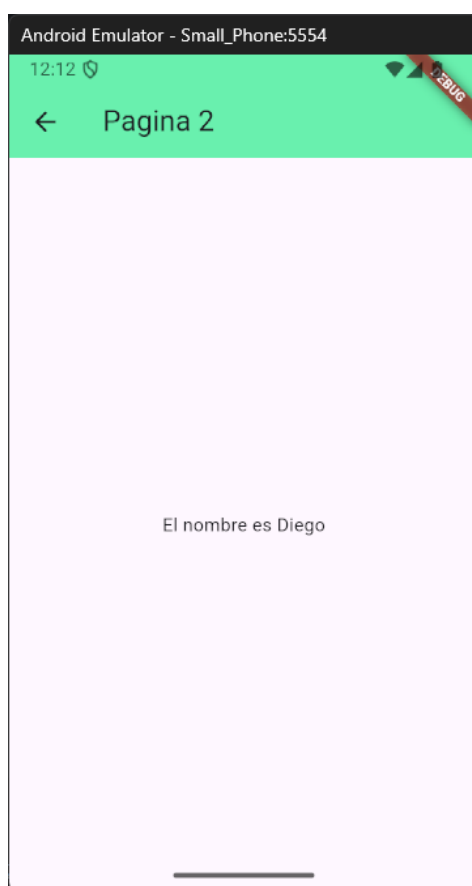 Android Emulator - Small_Phone:5554
12:12
DEBUG
Pagina 2
El nombre es Diego